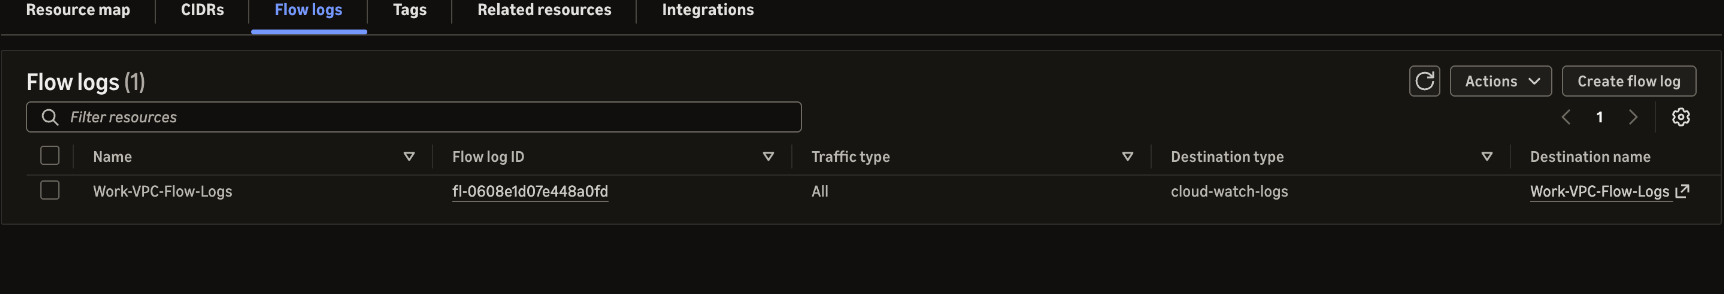 Resource map CIDRs Flow logs Tags Related resources Integrations
Flow logs (1) Actions Create flow log
Filter resources 1
Name Flow log ID Traffic type Destination type Destination name
Work-VPC-Flow-Logs fl-0608e1d07e448a0fd All cloud-watch-logs Work-VPC-Flow-Logs